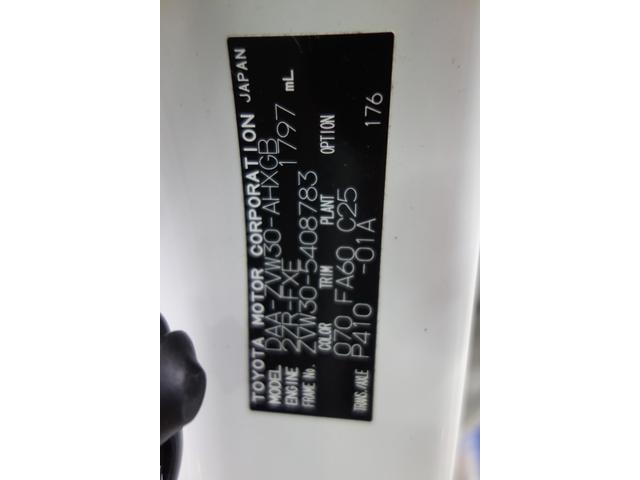 TOYOTA MOTOR CORPORATION JAPAN
MODEL DAA-ZVW30-AHXGB
ENGINE 2ZR-FXE 1797 mL
FRAME No. ZVW30-5408783
COLOR TRIM PLANT OPTION
070 FA60 C25
TRANS./AXLE P410 -01A 176